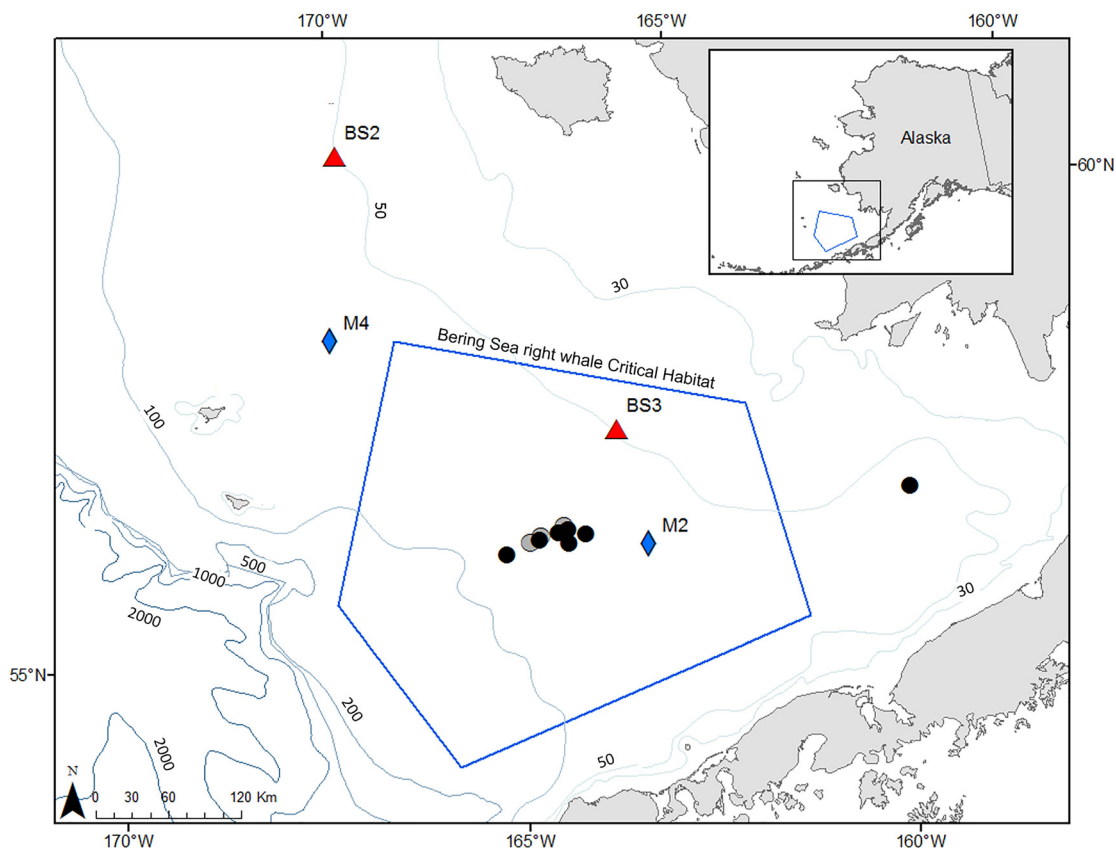 170°W
165°W
160°W
BS2
Alaska
60°N
50
30
M4
Bering Sea right whale Critical Habitat
BS3
100
M2
500
1000
2000
30
55°N
200
2000
50
N
0 30 60 120 Km
170°W
165°W
160°W